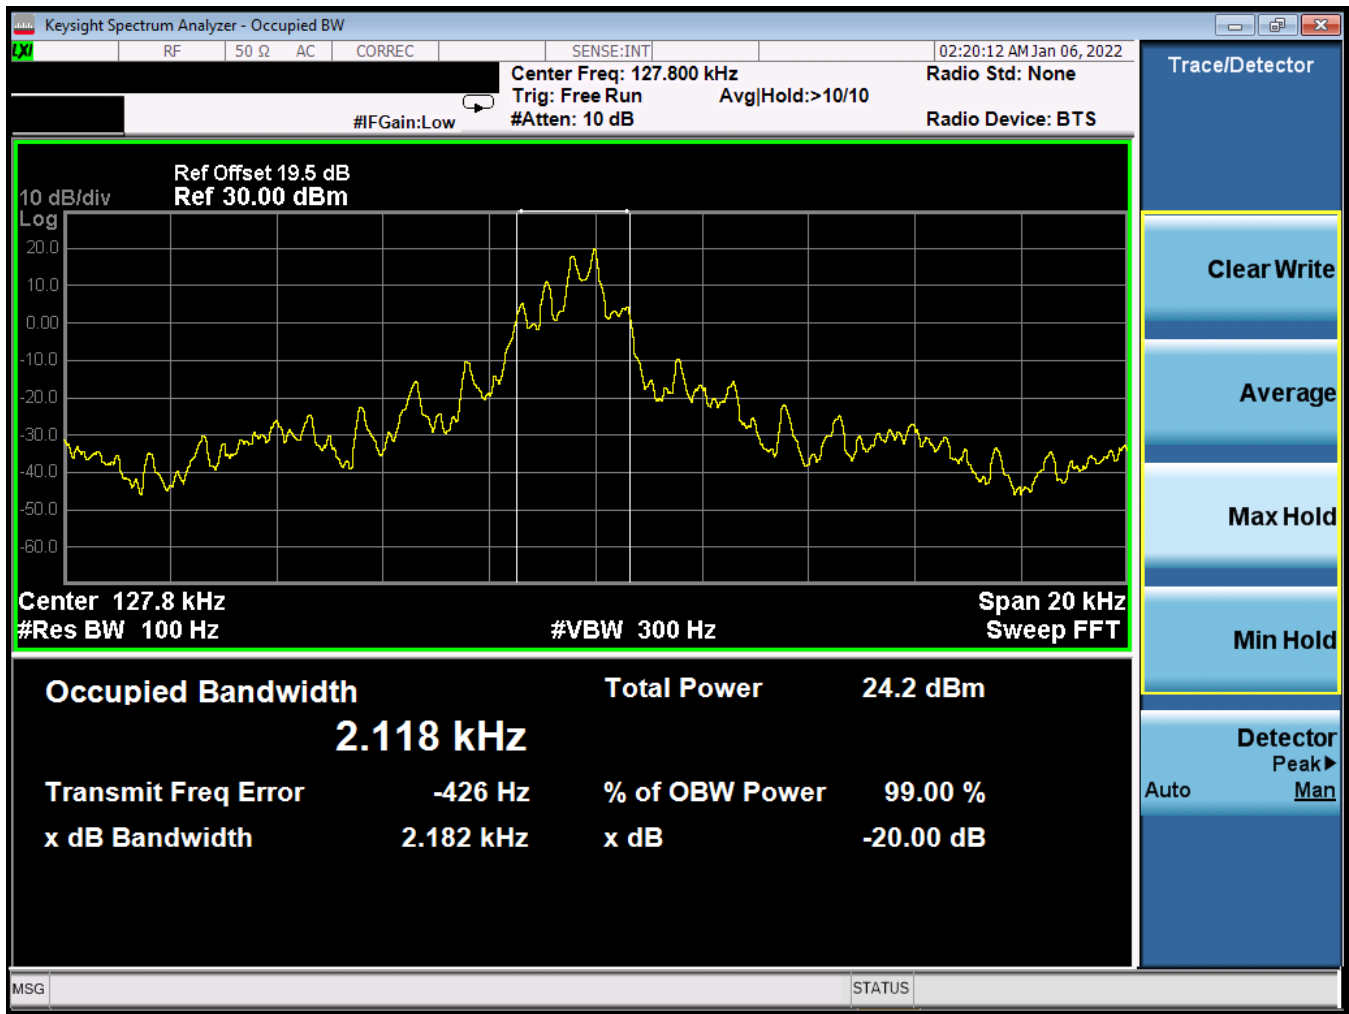 Keysight Spectrum Analyzer - Occupied BW
LXI RF 50 Ω AC CORREC SENSE:INT 02:20:12 AM Jan 06, 2022
Center Freq: 127.800 kHz Radio Std: None
Trig: Free Run Avg|Hold:>10/10
#IFGain:Low #Atten: 10 dB Radio Device: BTS
Ref Offset 19.5 dB
10 dB/div Ref 30.00 dBm
Log
20.0
10.0
0.00
-10.0
-20.0
-30.0
-40.0
-50.0
-60.0
Center 127.8 kHz Span 20 kHz
#Res BW 100 Hz #VBW 300 Hz Sweep FFT
Occupied Bandwidth Total Power 24.2 dBm
2.118 kHz
Transmit Freq Error -426 Hz % of OBW Power 99.00 %
x dB Bandwidth 2.182 kHz x dB -20.00 dB
MSG STATUS
Trace/Detector
Clear Write
Average
Max Hold
Min Hold
Detector
Peak▶
Auto Man